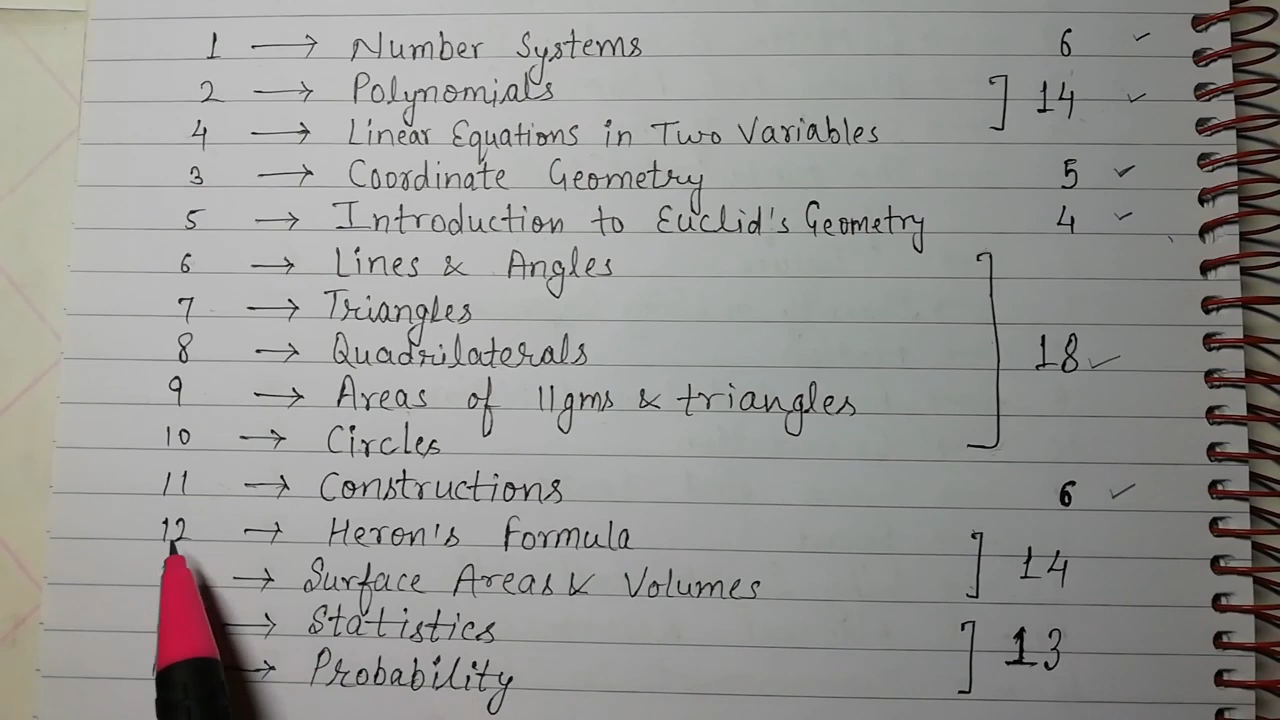 1 → Number Systems 6 ✓
2 → Polynomials
] 14 ✓
4 → Linear Equations in Two Variables
3 → Coordinate Geometry 5 ✓
5 → Introduction to Euclid's Geometry 4 ✓
6 → Lines & Angles
7 → Triangles
8 → Quadrilaterals ] 18 ✓
9 → Areas of llgms & triangles
10 → Circles
11 → Constructions 6 ✓
12 → Heron's Formula
] 14
→ Surface Areas & Volumes
→ Statistics
] 13
→ Probability